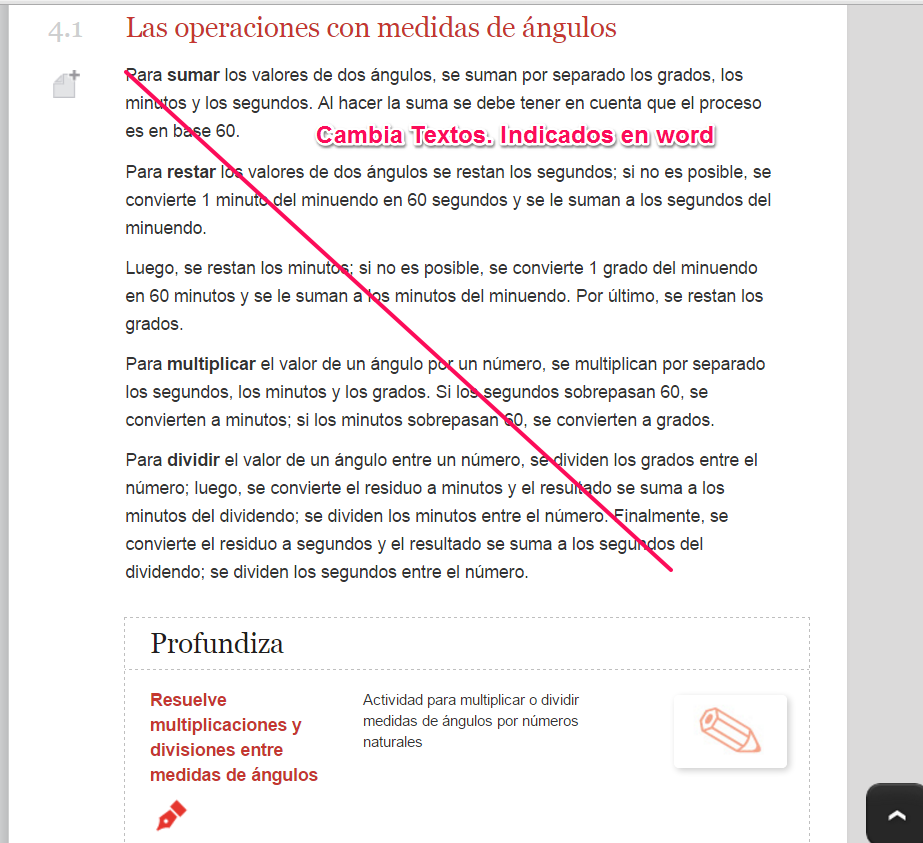 4.1 Las operaciones con medidas de ángulos
Para sumar los valores de dos ángulos, se suman por separado los grados, los
minutos y los segundos. Al hacer la suma se debe tener en cuenta que el proceso
es en base 60.
Cambia Textos. Indicados en word
Para restar los valores de dos ángulos se restan los segundos; si no es posible, se
convierte 1 minuto del minuendo en 60 segundos y se le suman a los segundos del
minuendo.
Luego, se restan los minutos; si no es posible, se convierte 1 grado del minuendo
en 60 minutos y se le suman a los minutos del minuendo. Por último, se restan los
grados.
Para multiplicar el valor de un ángulo por un número, se multiplican por separado
los segundos, los minutos y los grados. Si los segundos sobrepasan 60, se
convierten a minutos; si los minutos sobrepasan 60, se convierten a grados.
Para dividir el valor de un ángulo entre un número, se dividen los grados entre el
número; luego, se convierte el residuo a minutos y el resultado se suma a los
minutos del dividendo; se dividen los minutos entre el número. Finalmente, se
convierte el residuo a segundos y el resultado se suma a los segundos del
dividendo; se dividen los segundos entre el número.
Profundiza
Resuelve
multiplicaciones y
divisiones entre
medidas de ángulos
Actividad para multiplicar o dividir
medidas de ángulos por números
naturales